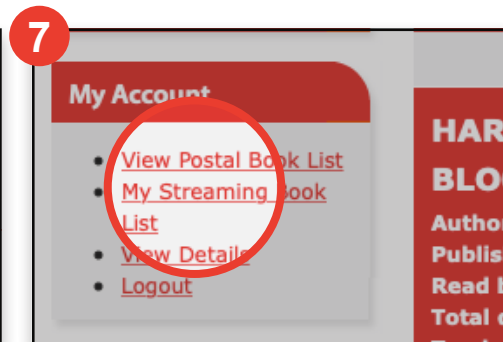 7
My Account
View Postal Book List
My Streaming Book
List
View Details
Logout
HAR
BLO
Autho
Publis
Read
Total